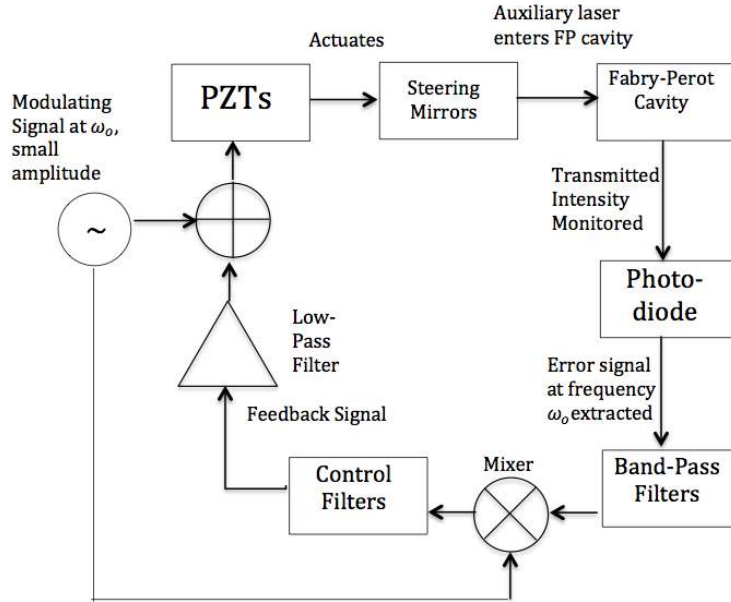 Actuates
Auxiliary laser
enters FP cavity
Modulating
Signal at ω₀,
small
amplitude
~
PZTs
Steering
Mirrors
Fabry-Perot
Cavity
Transmitted
Intensity
Monitored
Photo-
diode
Low-
Pass
Filter
Error signal
at frequency
ω₀ extracted
Feedback Signal
Control
Filters
Mixer
Band-Pass
Filters